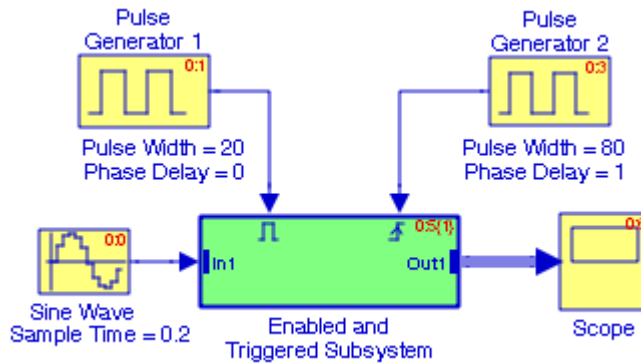 Pulse
Generator 1
0:1
Pulse Width = 20
Phase Delay = 0
Pulse
Generator 2
0:3
Pulse Width = 80
Phase Delay = 1
0:0
Sine Wave
Sample Time = 0.2
In1
0:5{1}
Out1
Enabled and
Triggered Subsystem
Scope